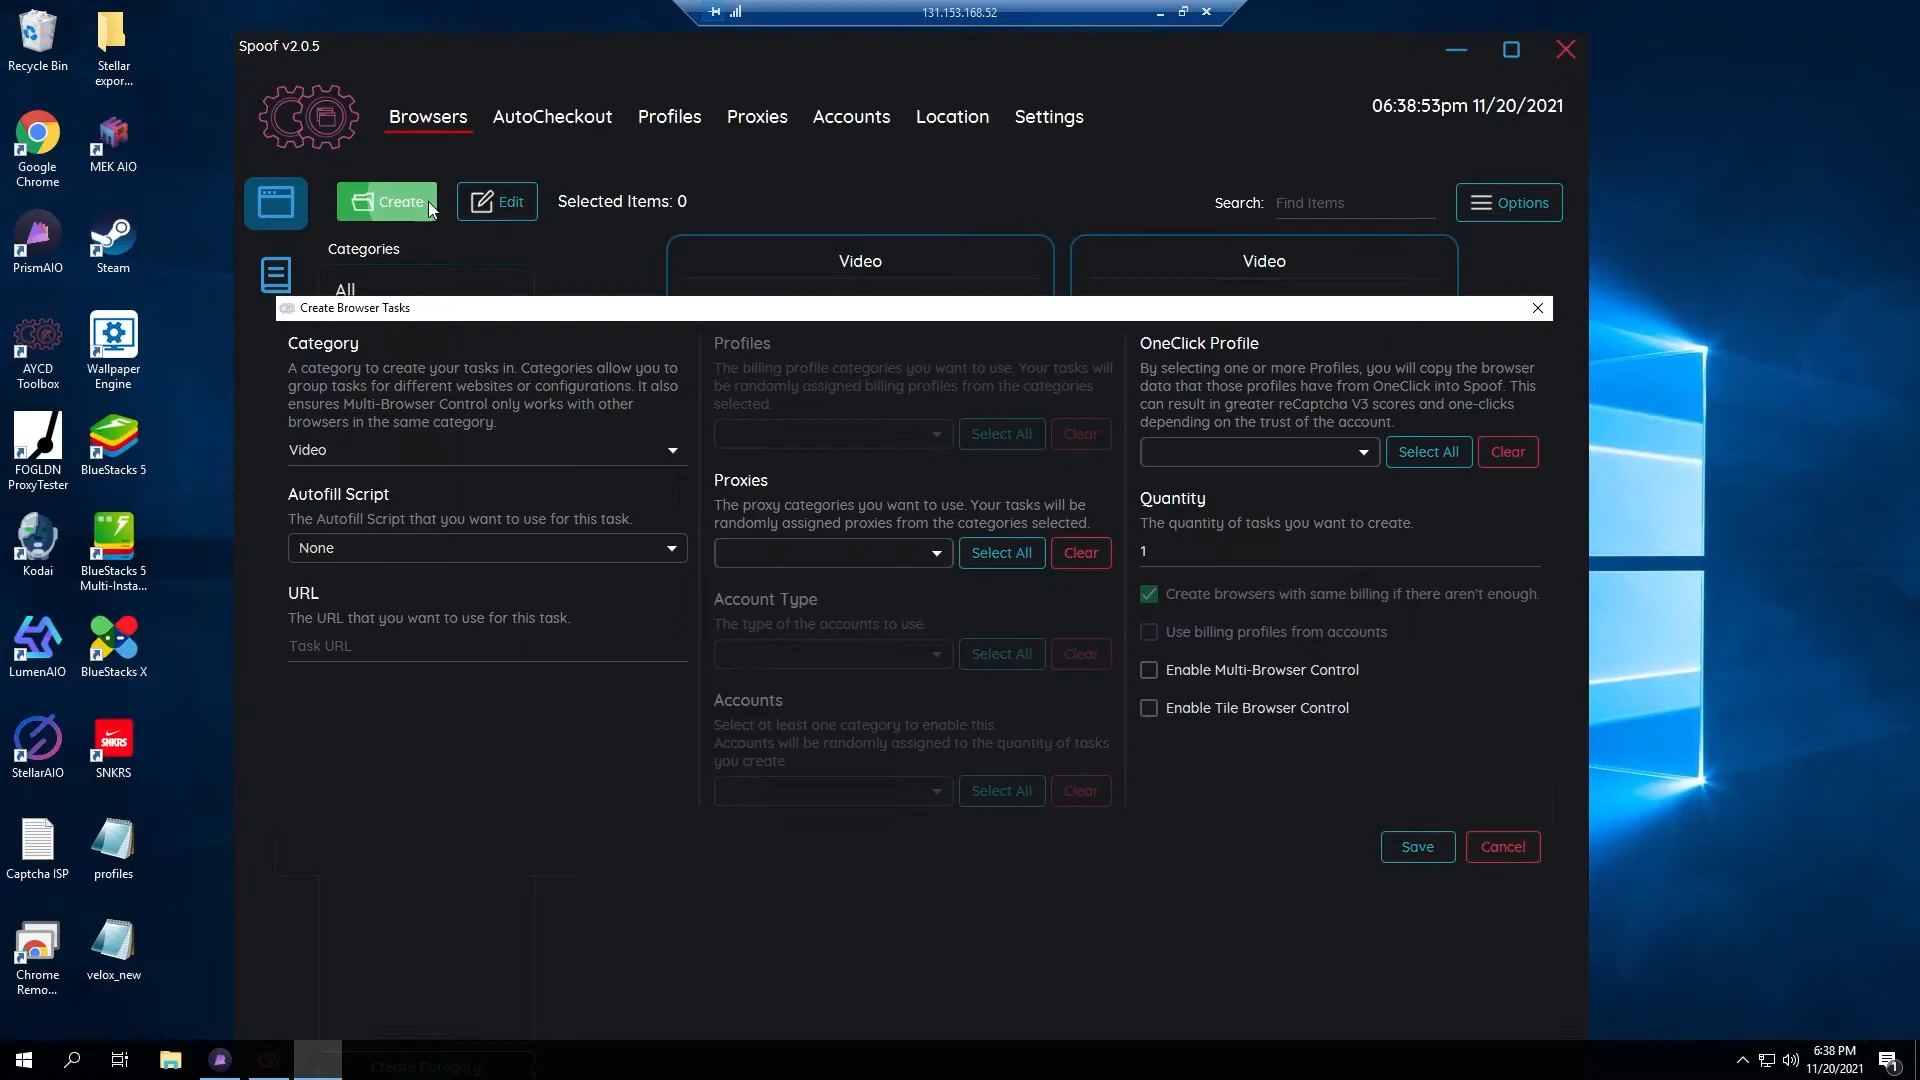 131.153.168.52
Recycle Bin
Stellar
expor...
Google
Chrome
MEK AIO
PrismAIO
Steam
AYCD
Toolbox
Wallpaper
Engine
FOGLDN
ProxyTester
BlueStacks 5
Kodai
BlueStacks 5
Multi-Insta...
LumenAIO
BlueStacks X
StellarAIO
SNKRS
SNKRS
Captcha ISP
profiles
Chrome
Remo...
velox_new
Spoof v2.0.5
Browsers AutoCheckout Profiles Proxies Accounts Location Settings
06:38:53pm 11/20/2021
Create
Edit
Selected Items: 0
Search: Find Items
Options
Categories
All
Video
Video
Create Browser Tasks
Category
A category to create your tasks in. Categories allow you to
group tasks for different websites or configurations. It also
ensures Multi-Browser Control only works with other
browsers in the same category.
Video
Autofill Script
The Autofill Script that you want to use for this task.
None
URL
The URL that you want to use for this task.
Task URL
Profiles
The billing profile categories you want to use. Your tasks will
be randomly assigned billing profiles from the categories
selected.
Select All Clear
Proxies
The proxy categories you want to use. Your tasks will be
randomly assigned proxies from the categories selected.
Select All Clear
Account Type
The type of the accounts to use.
Select All Clear
Accounts
Select at least one category to enable this.
Accounts will be randomly assigned to the quantity of tasks
you create.
Select All Clear
OneClick Profile
By selecting one or more Profiles, you will copy the browser
data that those profiles have from OneClick into Spoof. This
can result in greater reCaptcha V3 scores and one-clicks
depending on the trust of the account.
Select All Clear
Quantity
The quantity of tasks you want to create.
1
Create browsers with same billing if there aren't enough.
Use billing profiles from accounts
Enable Multi-Browser Control
Enable Tile Browser Control
Save Cancel
Create Category
6:38 PM
11/20/2021
1